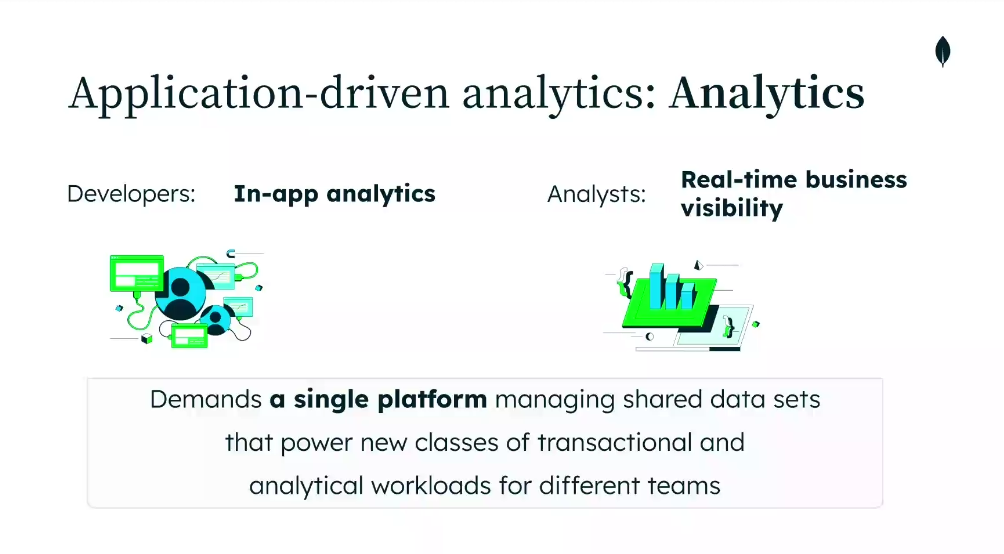 Application-driven analytics: Analytics
Developers:
In-app analytics
Analysts:
Real-time business
visibility
Demands a single platform managing shared data sets
that power new classes of transactional and
analytical workloads for different teams